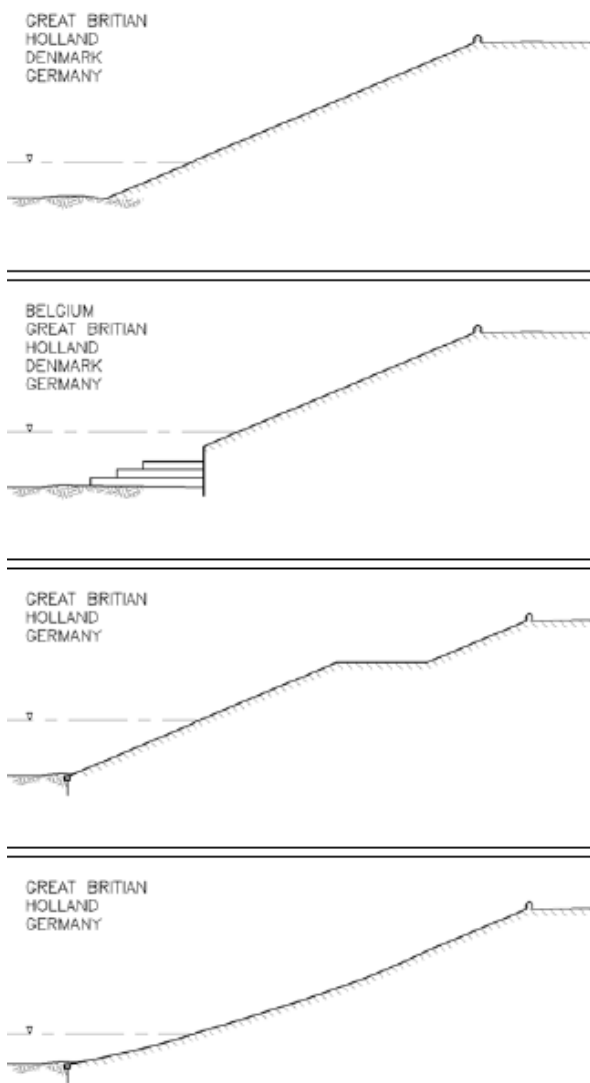 GREAT BRITIAN
HOLLAND
DENMARK
GERMANY
BELGIUM
GREAT BRITIAN
HOLLAND
DENMARK
GERMANY
GREAT BRITIAN
HOLLAND
GERMANY
GREAT BRITIAN
HOLLAND
GERMANY